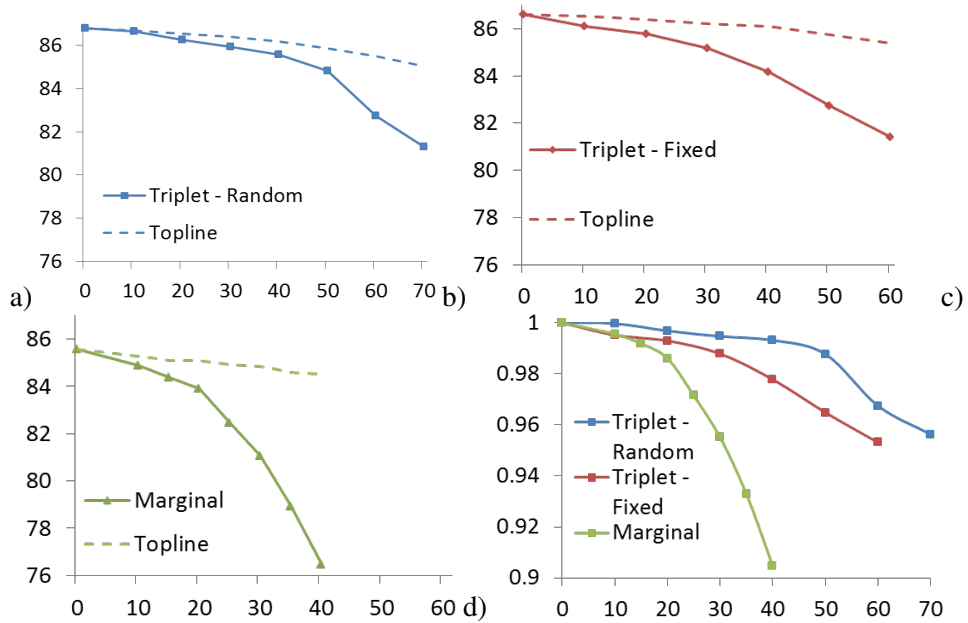 86
84
82
80
78
76
0 10 20 30 40 50 60 70
Triplet - Random
Topline
a)
86
84
82
80
78
76
0 10 20 30 40 50 60
Triplet - Fixed
Topline
b)
c)
86
84
82
80
78
76
0 10 20 30 40 50 60
Marginal
Topline
d)
1
0.98
0.96
0.94
0.92
0.9
0 10 20 30 40 50 60 70
Triplet -
Random
Triplet -
Fixed
Marginal